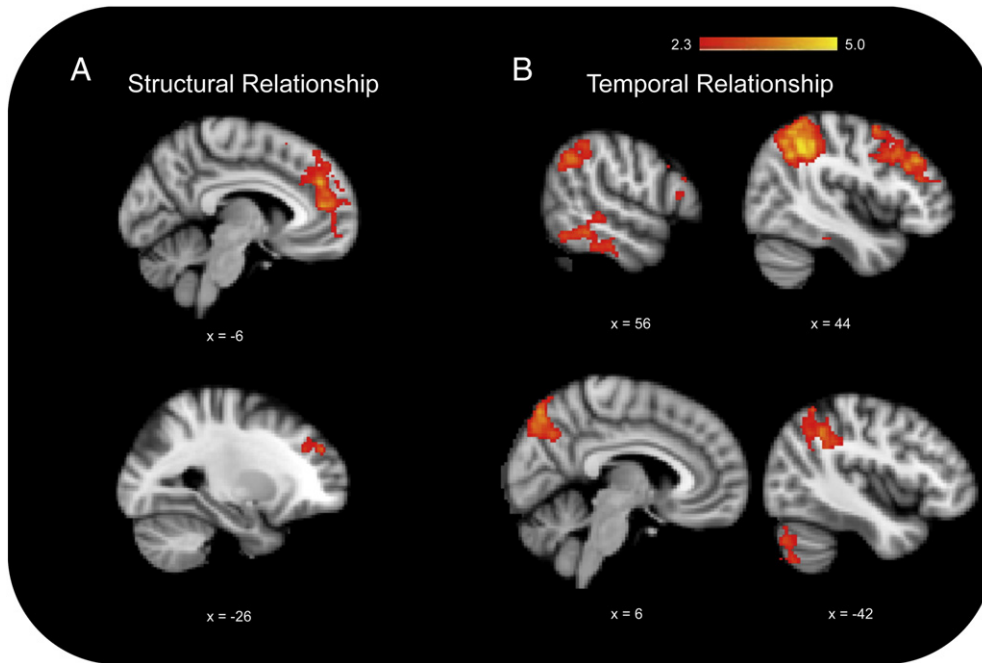 2.3 5.0
A B
Structural Relationship Temporal Relationship
x = -6 x = 56 x = 44
x = -26 x = 6 x = -42